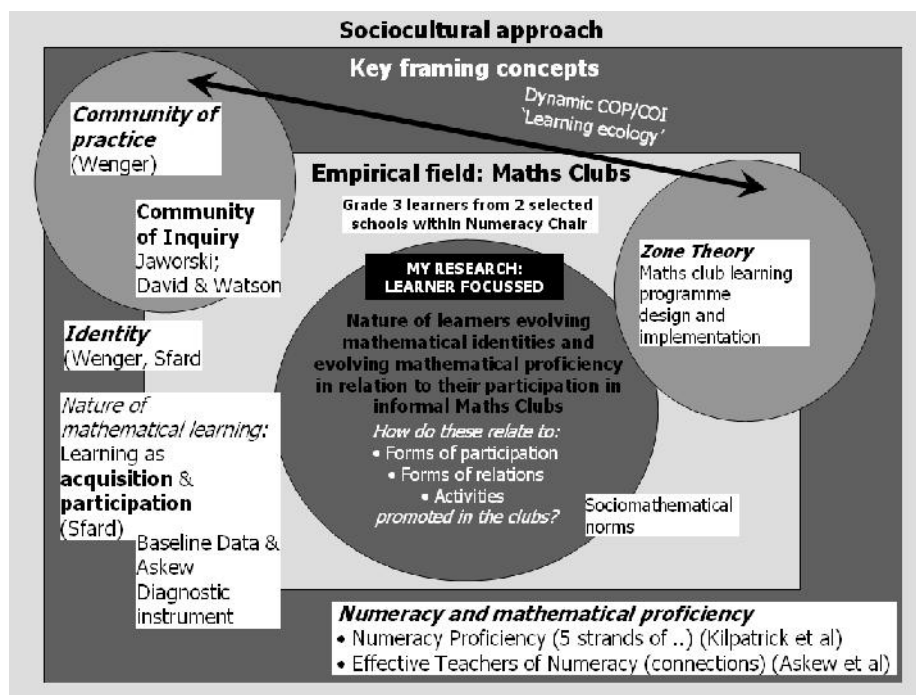 Sociocultural approach
Key framing concepts
Dynamic COP/COI
‘Learning ecology’
Community of
practice
(Wenger)
Community
of Inquiry
Jaworski;
David & Watson
Identity
(Wenger, Sfard
Nature of
mathematical learning:
Learning as
acquisition &
participation
(Sfard)
Baseline Data &
Askew
Diagnostic
instrument
Empirical field: Maths Clubs
Grade 3 learners from 2 selected
schools within Numeracy Chair
MY RESEARCH:
LEARNER FOCUSSED
Nature of learners evolving
mathematical identities and
evolving mathematical proficiency
in relation to their participation in
informal Maths Clubs
How do these relate to:
• Forms of participation
• Forms of relations
• Activities
promoted in the clubs?
Zone Theory
Maths club learning
programme
design and
implementation
Sociomathematical
norms
Numeracy and mathematical proficiency
• Numeracy Proficiency (5 strands of ..) (Kilpatrick et al)
• Effective Teachers of Numeracy (connections) (Askew et al)